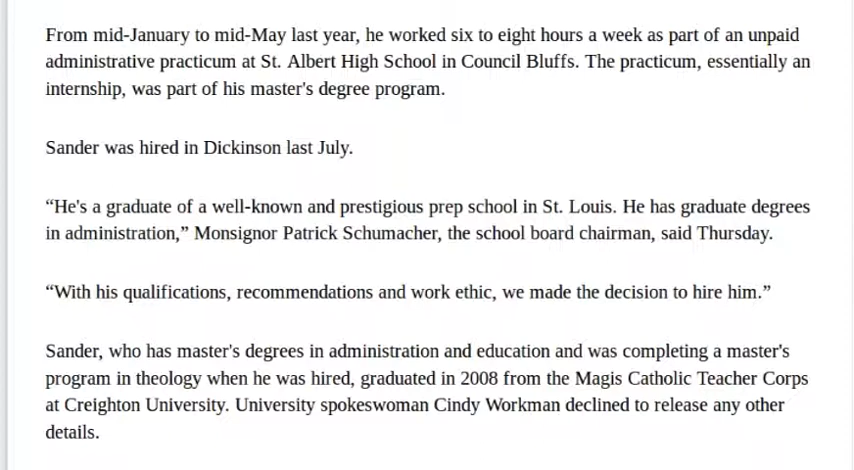 From mid-January to mid-May last year, he worked six to eight hours a week as part of an unpaid
administrative practicum at St. Albert High School in Council Bluffs. The practicum, essentially an
internship, was part of his master's degree program.
Sander was hired in Dickinson last July.
“He's a graduate of a well-known and prestigious prep school in St. Louis. He has graduate degrees
in administration,” Monsignor Patrick Schumacher, the school board chairman, said Thursday.
“With his qualifications, recommendations and work ethic, we made the decision to hire him.”
Sander, who has master's degrees in administration and education and was completing a master's
program in theology when he was hired, graduated in 2008 from the Magis Catholic Teacher Corps
at Creighton University. University spokeswoman Cindy Workman declined to release any other
details.